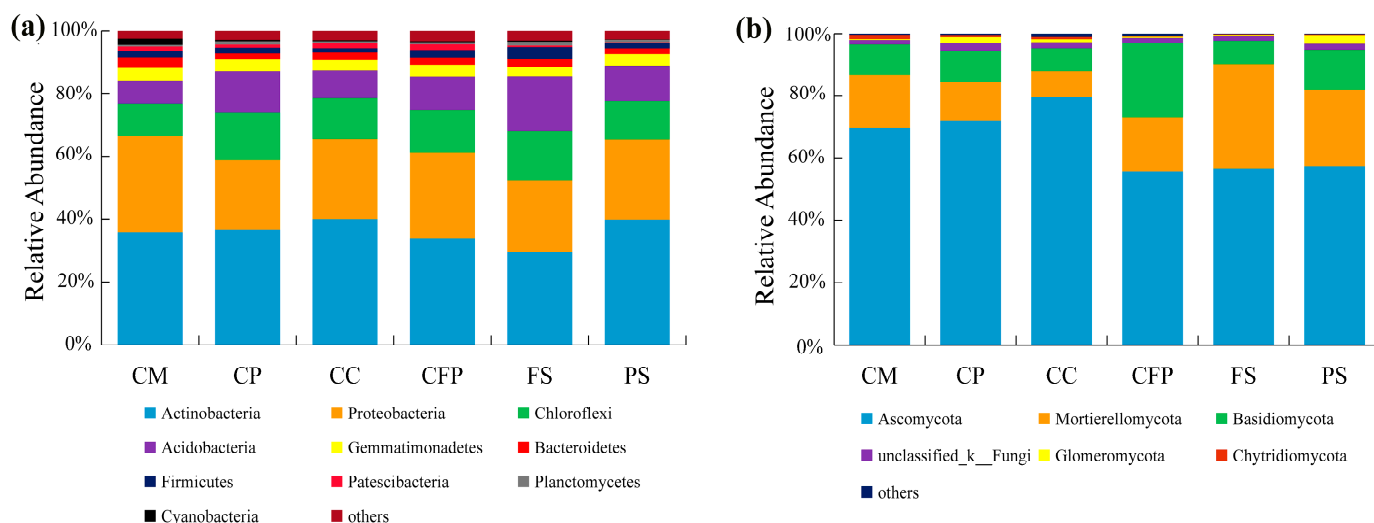 (a)
100%
80%
60%
40%
20%
0%
Relative Abundance
CM CP CC CFP FS PS
Actinobacteria Proteobacteria Chloroflexi
Acidobacteria Gemmatimonadetes Bacteroidetes
Firmicutes Patescibacteria Planctomycetes
Cyanobacteria others
(b)
100%
80%
60%
40%
20%
0%
Relative Abundance
CM CP CC CFP FS PS
Ascomycota Mortierellomycota Basidiomycota
unclassified_k__Fungi Glomeromycota Chytridiomycota
others